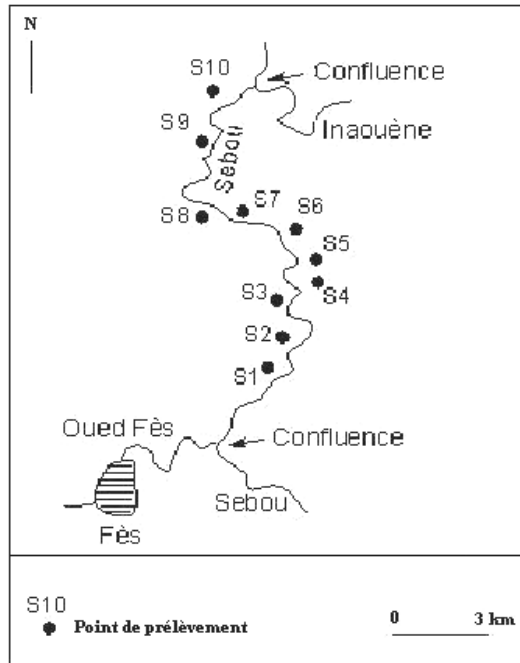 N
S10
Confluence
S9
Inaouène
Sebou
S7
S6
S8
S5
S3
S4
S2
S1
Oued Fès
Confluence
Sebou
Fès
S10
Point de prélèvement
0 3 km